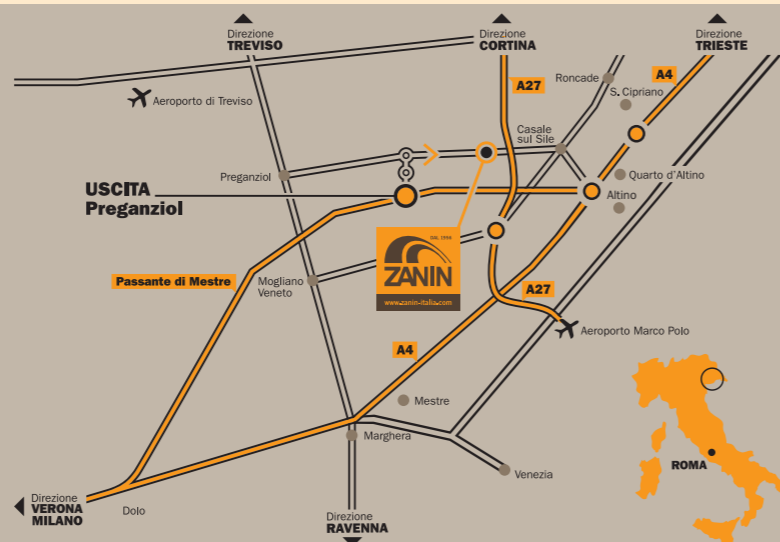 Direzione
TREVISO
Direzione
CORTINA
Direzione
TRIESTE
A27
A4
Roncade
S. Cipriano
Aeroporto di Treviso
Casale
sul Sile
Preganziol
Quarto d'Altino
USCITA
Preganziol
Altino
DAL 1956
ZANIN
www.zanin-italia.com
Passante di Mestre
Mogliano
Veneto
A27
Aeroporto Marco Polo
A4
Mestre
Marghera
Venezia
ROMA
Direzione
VERONA
MILANO
Dolo
Direzione
RAVENNA